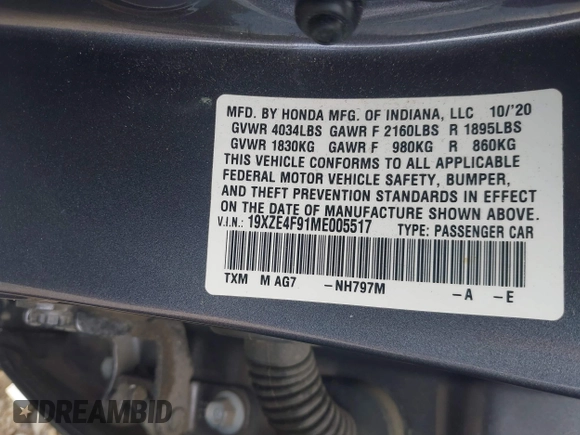 MFD. BY HONDA MFG. OF INDIANA, LLC 10/'20
GVWR 4034LBS GAWR F 2160LBS R 1895LBS
GVWR 1830KG GAWR F 980KG R 860KG
THIS VEHICLE CONFORMS TO ALL APPLICABLE
FEDERAL MOTOR VEHICLE SAFETY, BUMPER,
AND THEFT PREVENTION STANDARDS IN EFFECT
ON THE DATE OF MANUFACTURE SHOWN ABOVE.
V.I.N.: 19XZE4F91ME005517 TYPE: PASSENGER CAR
TXM M AG7 -NH797M -A -E
DREAMBID